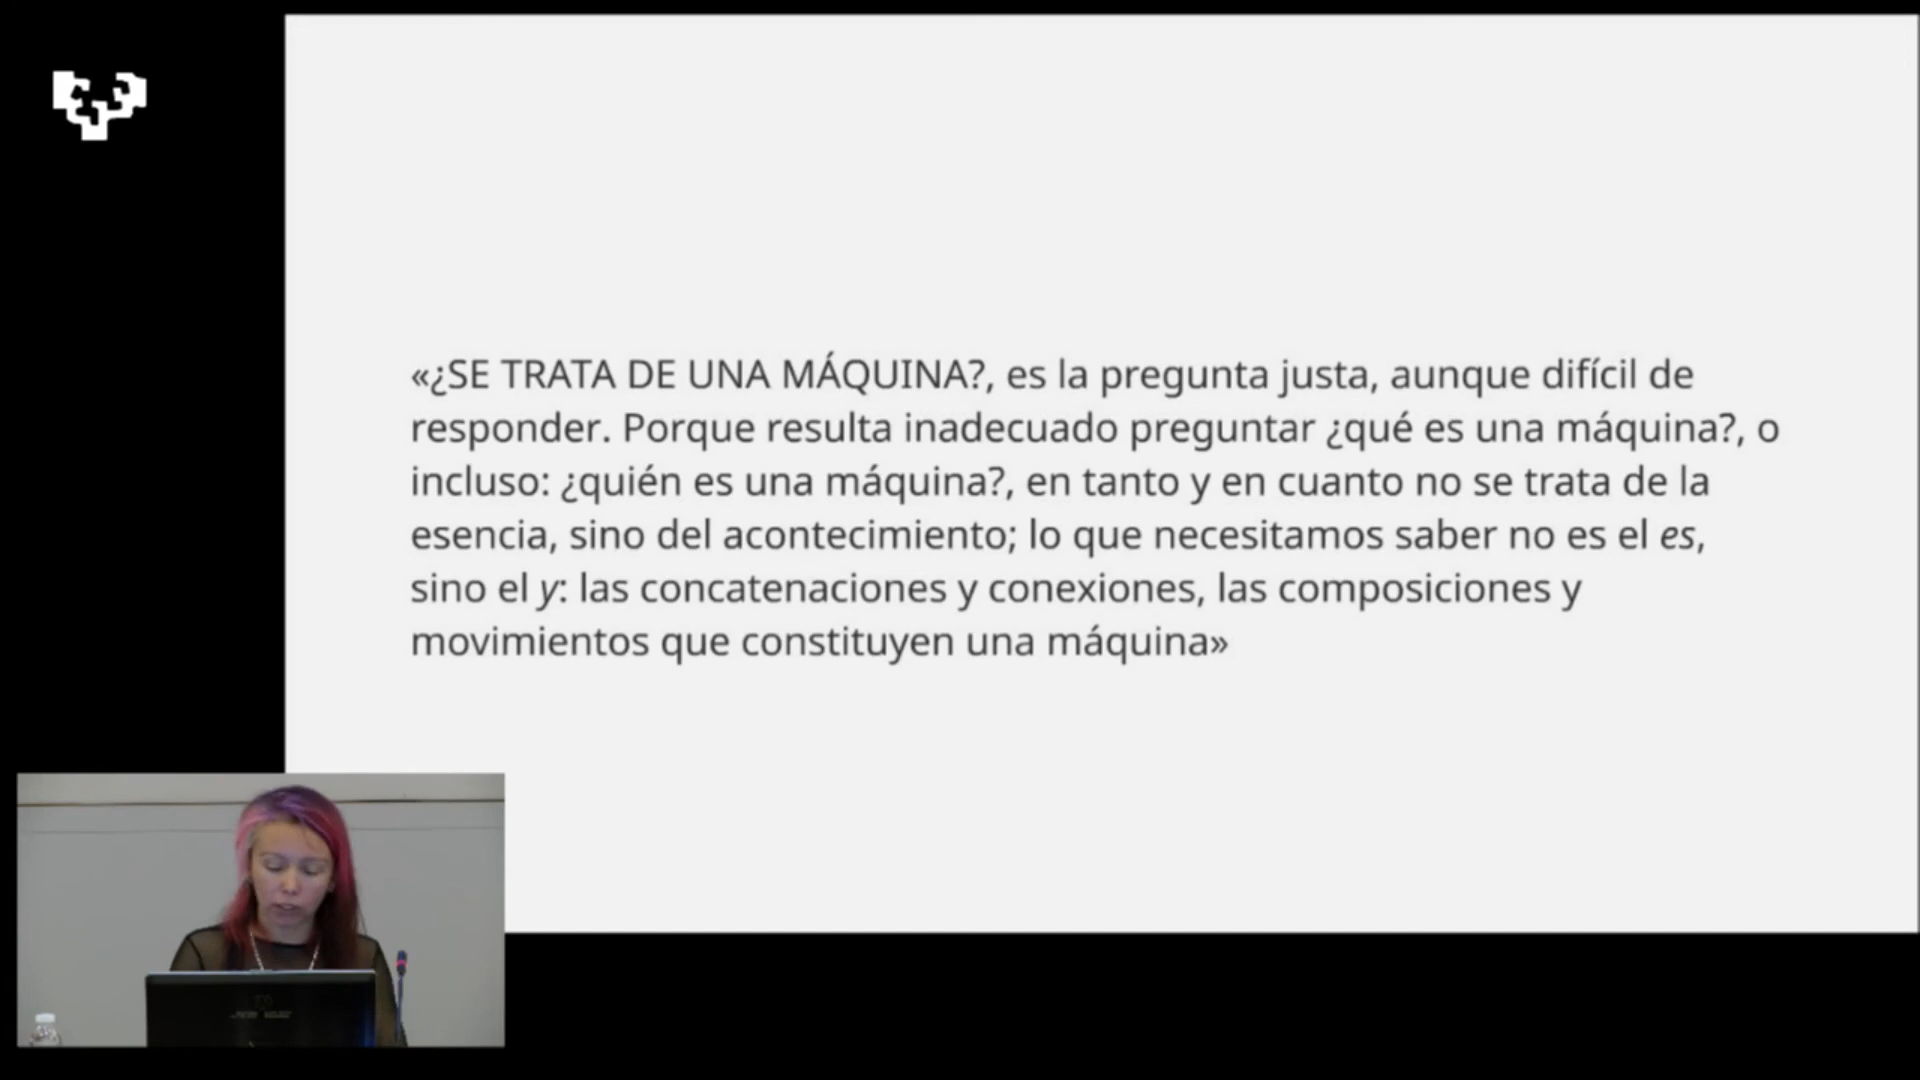 «¿SE TRATA DE UNA MÁQUINA?, es la pregunta justa, aunque difícil de
responder. Porque resulta inadecuado preguntar ¿qué es una máquina?, o
incluso: ¿quién es una máquina?, en tanto y en cuanto no se trata de la
esencia, sino del acontecimiento; lo que necesitamos saber no es el es,
sino el y: las concatenaciones y conexiones, las composiciones y
movimientos que constituyen una máquina»